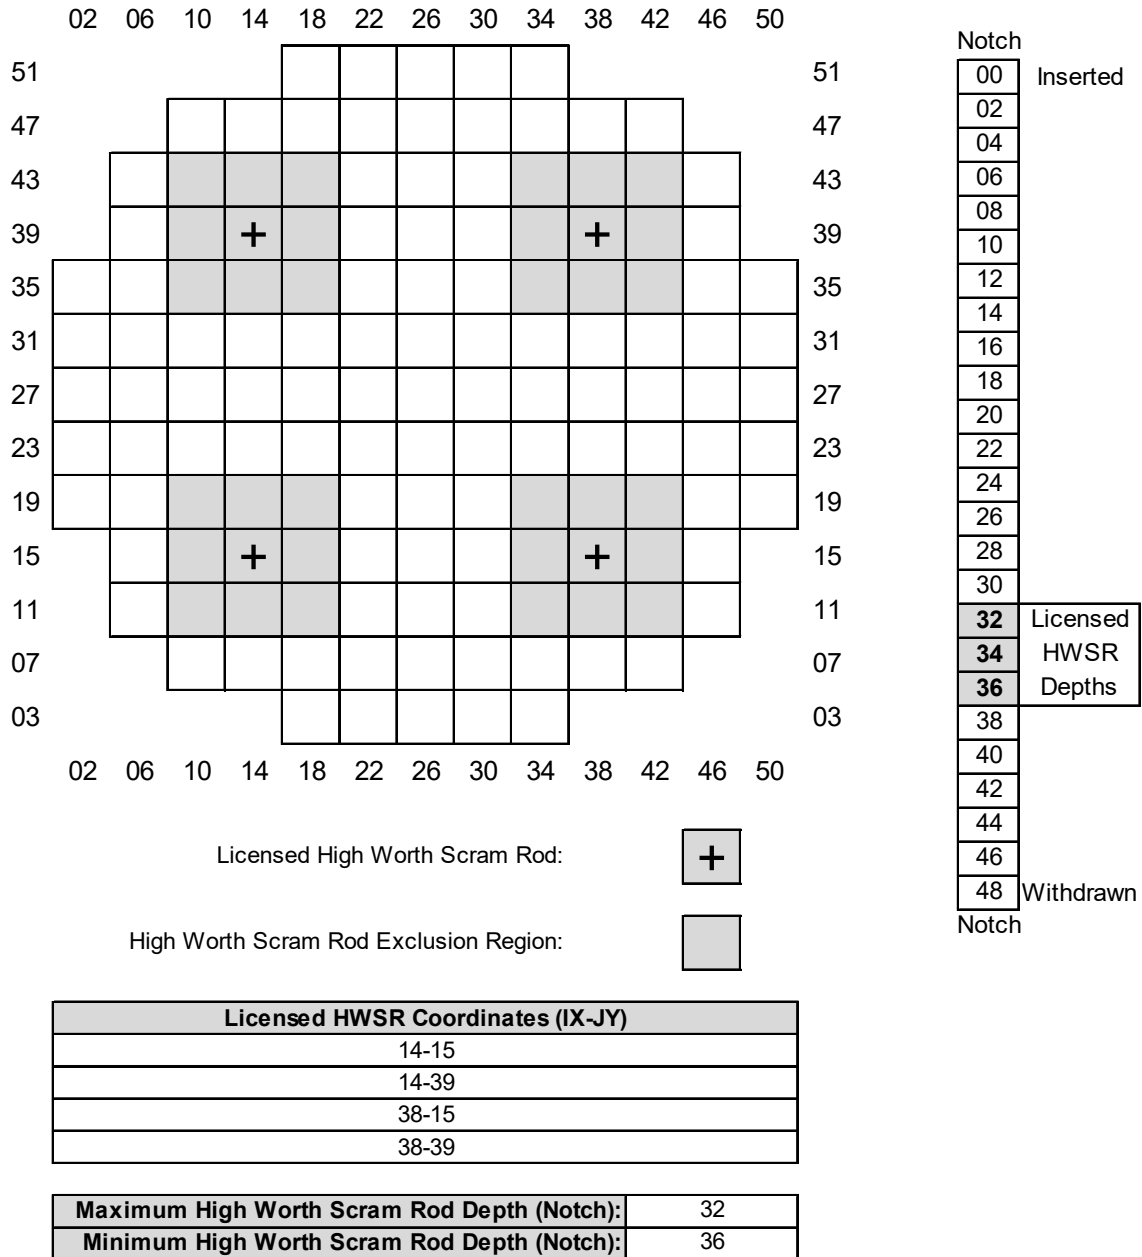 02 06 10 14 18 22 26 30 34 38 42 46 50
51 51
47 47
43 43
39 + + 39
35 35
31 31
27 27
23 23
19 19
15 + + 15
11 11
07 07
03 03
02 06 10 14 18 22 26 30 34 38 42 46 50
Notch
00 Inserted
02
04
06
08
10
12
14
16
18
20
22
24
26
28
30
32 Licensed
34 HWSR
36 Depths
38
40
42
44
46
48 Withdrawn
Notch
Licensed High Worth Scram Rod: +
High Worth Scram Rod Exclusion Region:
Licensed HWSR Coordinates (IX-JY)
14-15
14-39
38-15
38-39
Maximum High Worth Scram Rod Depth (Notch): 32
Minimum High Worth Scram Rod Depth (Notch): 36